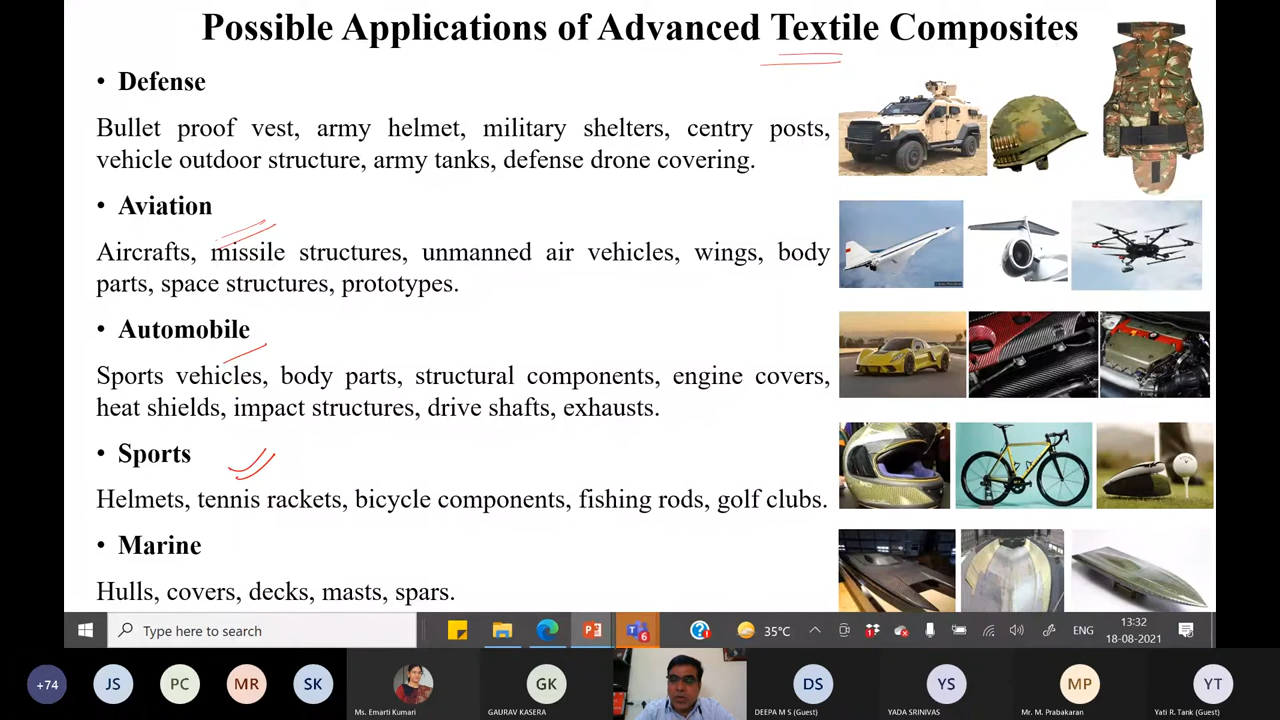 Possible Applications of Advanced Textile Composites
• Defense
Bullet proof vest, army helmet, military shelters, centry posts,
vehicle outdoor structure, army tanks, defense drone covering.
• Aviation
Aircrafts, missile structures, unmanned air vehicles, wings, body
parts, space structures, prototypes.
• Automobile
Sports vehicles, body parts, structural components, engine covers,
heat shields, impact structures, drive shafts, exhausts.
• Sports
Helmets, tennis rackets, bicycle components, fishing rods, golf clubs.
• Marine
Hulls, covers, decks, masts, spars.
Type here to search
6
35°C
ENG
13:32
18-08-2021
+74
JS
PC
MR
SK
Ms. Emarti Kumari
GK
GAURAV KASERA
DS
DEEPA M S (Guest)
YS
YADA SRINIVAS
MP
Mr. M. Prabakaran
YT
Yati R. Tank (Guest)